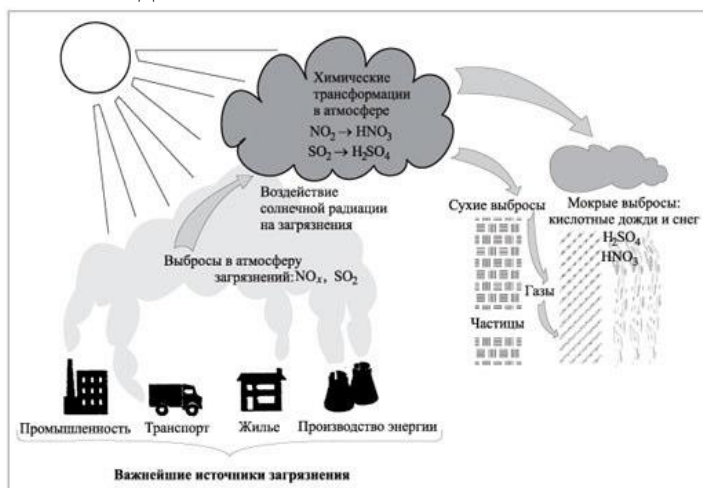 Химические
трансформации
в атмосфере
NO₂ → HNO₃
SO₂ → H₂SO₄
Воздействие
солнечной радиации
на загрязнения
Выбросы в атмосферу
загрязнений: NOₓ, SO₂
Сухие выбросы
Мокрые выбросы:
кислотные дожди и снег
H₂SO₄
HNO₃
Газы
Частицы
Промышленность Транспорт Жилье Производство энергии
Важнейшие источники загрязнения